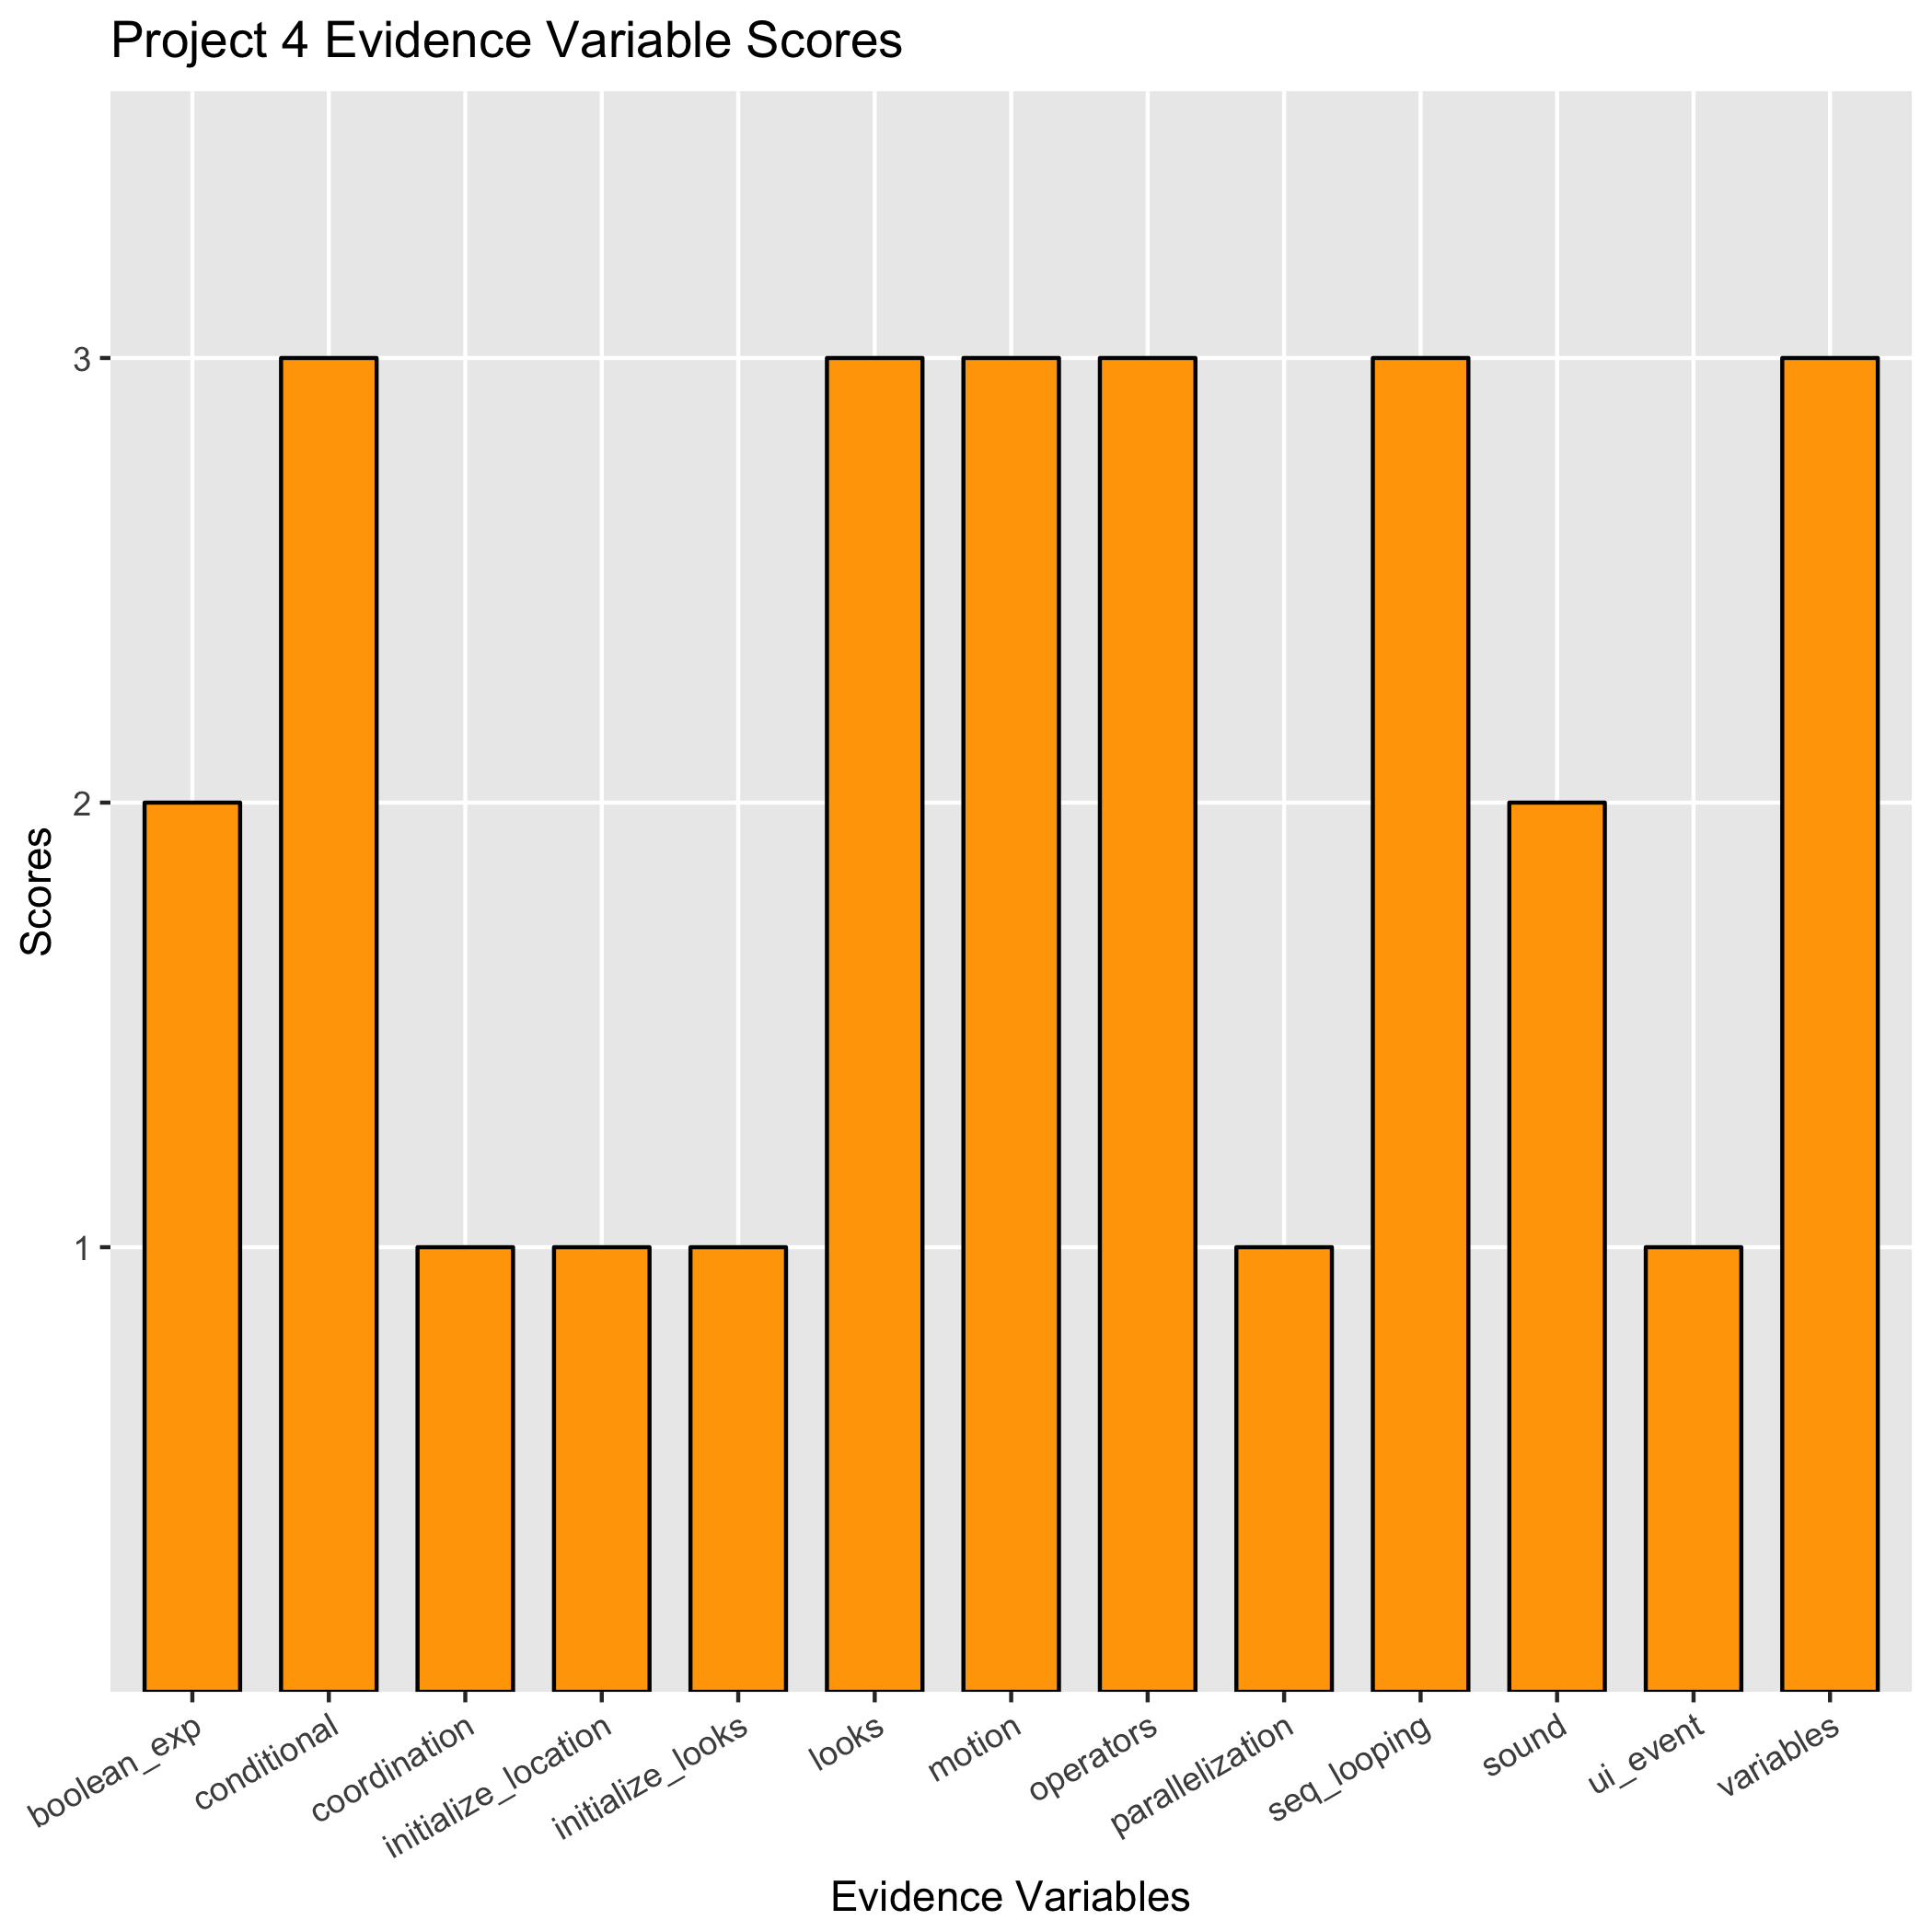 Project 4 Evidence Variable Scores
3
2
1
Scores
boolean_exp
conditional
coordination
initialize_location
initialize_looks
looks
motion
operators
parallelization
seq_looping
sound
ui_event
variables
Evidence Variables